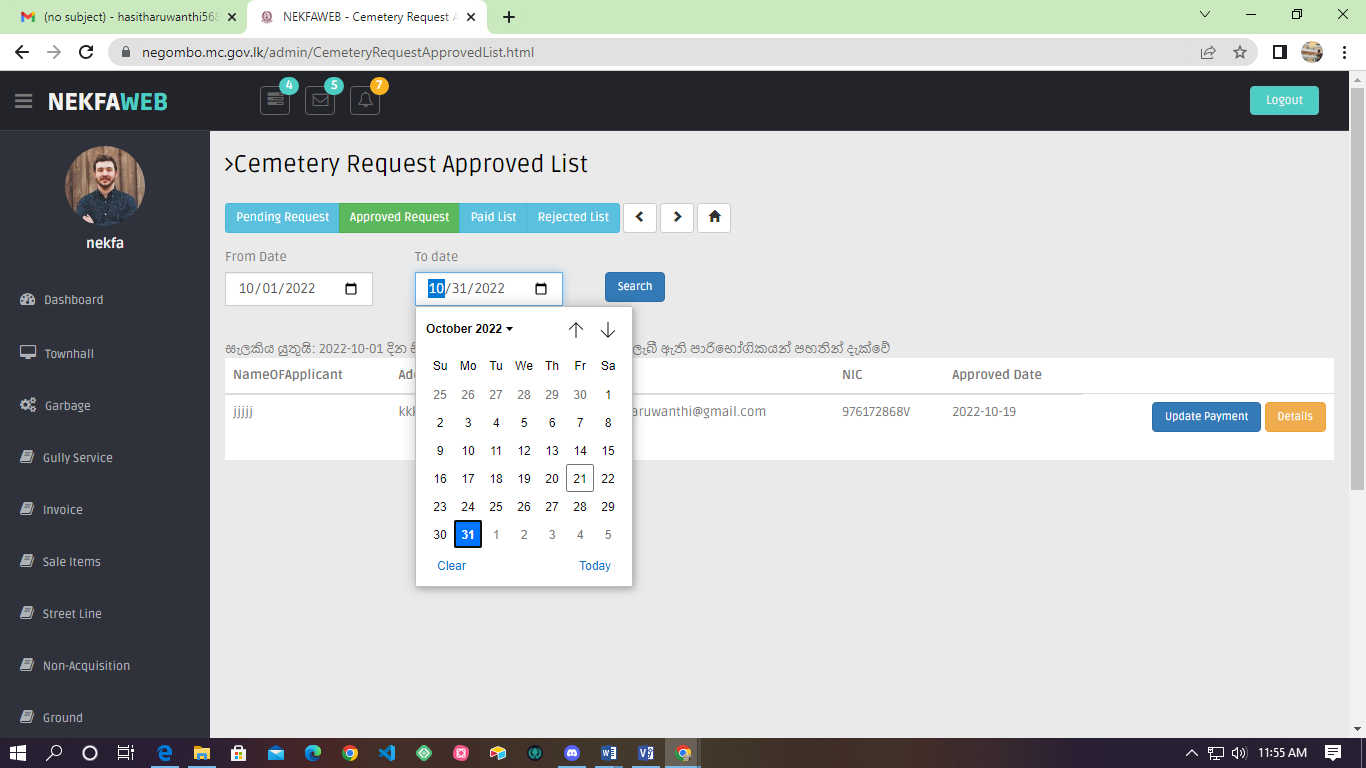 (no subject) - hasitharuwanthi568
NEKFAWEB - Cemetery Request A
negombo.mc.gov.lk/admin/CemeteryRequestApprovedList.html
NEKFAWEB
4
5
7
Logout
nekfa
Dashboard
Townhall
Garbage
Gully Service
Invoice
Sale Items
Street Line
Non-Acquisition
Ground
>Cemetery Request Approved List
Pending Request Approved Request Paid List Rejected List
From Date To date
10/01/2022 10/31/2022 Search
සැලකිය යුතුයි: 2022-10-01 දින ලැබී ඇති පාරිභෝගිකයන් පහතින් දැක්වේ
NameOFApplicant NIC Approved Date
jjjjj aruwanthi@gmail.com 976172868V 2022-10-19 Update Payment Details
October 2022
Su Mo Tu We Th Fr Sa
25 26 27 28 29 30 1
2 3 4 5 6 7 8
9 10 11 12 13 14 15
16 17 18 19 20 21 22
23 24 25 26 27 28 29
30 31 1 2 3 4 5
Clear Today
11:55 AM